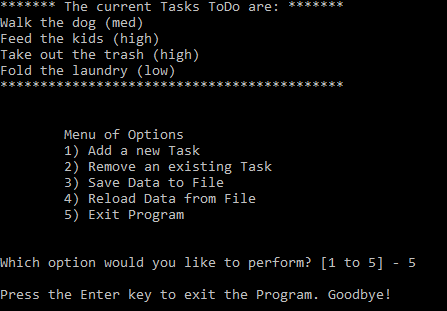 ******* The current Tasks ToDo are: *******
Walk the dog (med)
Feed the kids (high)
Take out the trash (high)
Fold the laundry (low)
*******************************************
Menu of Options
1) Add a new Task
2) Remove an existing Task
3) Save Data to File
4) Reload Data from File
5) Exit Program
Which option would you like to perform? [1 to 5] - 5
Press the Enter key to exit the Program. Goodbye!